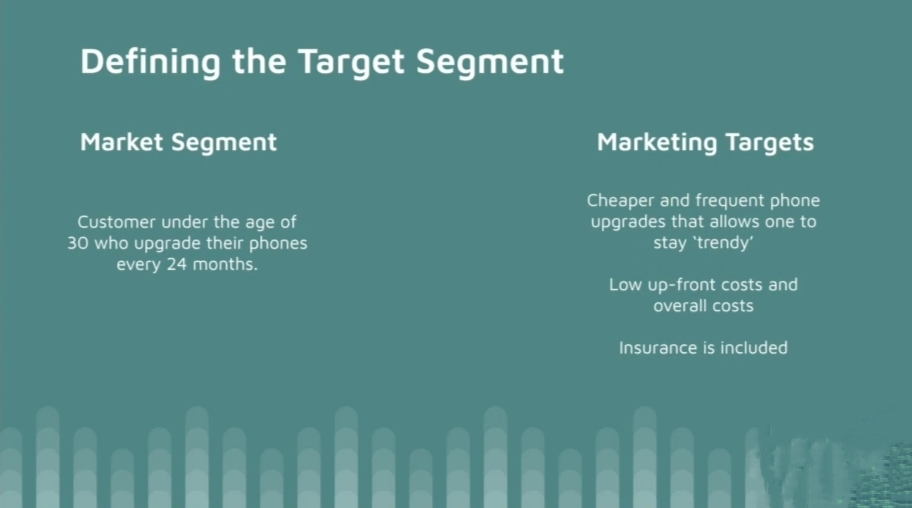 Defining the Target Segment
Market Segment
Customer under the age of
30 who upgrade their phones
every 24 months.
Marketing Targets
Cheaper and frequent phone
upgrades that allows one to
stay ‘trendy’
Low up-front costs and
overall costs
Insurance is included